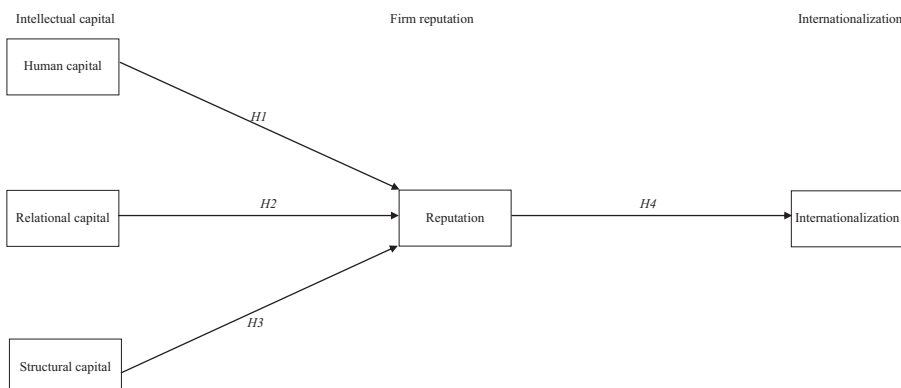 Intellectual capital
Firm reputation
Internationalization
Human capital
H1
Relational capital
H2
Reputation
H4
Internationalization
H3
Structural capital